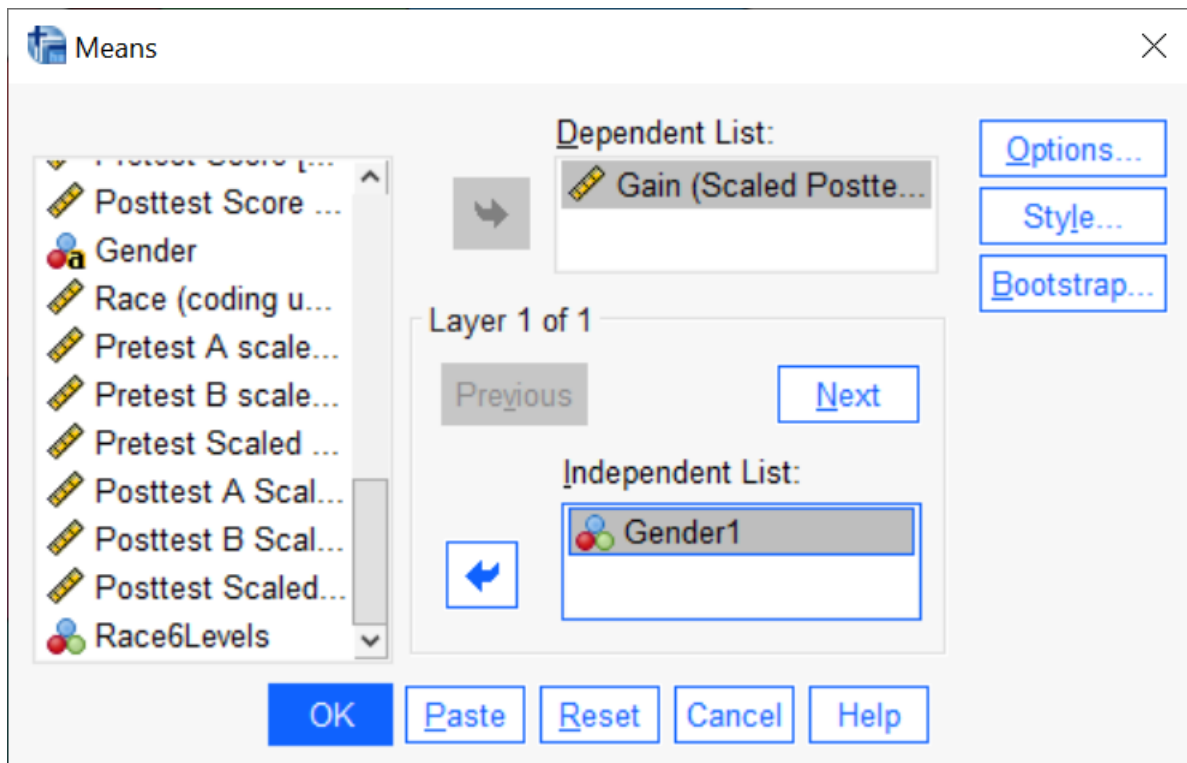 Means
Dependent List:
Gain (Scaled Postte...
Options...
Style...
Bootstrap...
Pretest Score [...
Posttest Score ...
a Gender
Race (coding u...
Pretest A scale...
Pretest B scale...
Pretest Scaled ...
Posttest A Scal...
Posttest B Scal...
Posttest Scaled...
Race6Levels
Layer 1 of 1
Previous
Next
Independent List:
Gender1
OK
Paste
Reset
Cancel
Help